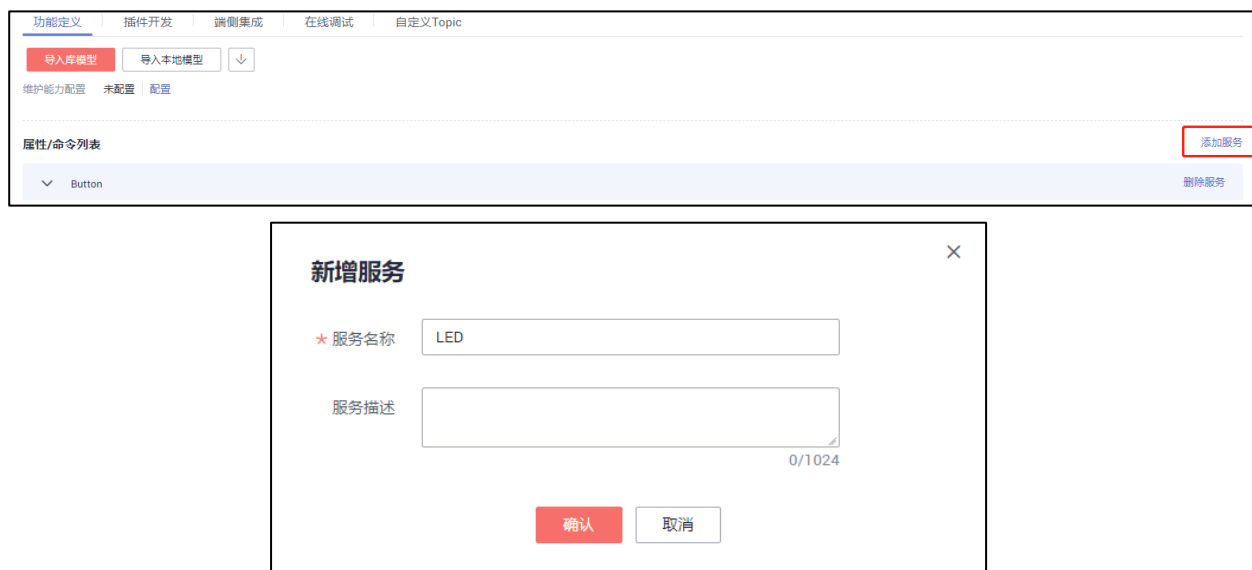 功能定义 插件开发 端侧集成 在线调试 自定义Topic
导入库模型 导入本地模型
维护能力配置 未配置 配置
属性/命令列表 添加服务
Button 删除服务
新增服务
* 服务名称 LED
服务描述
0/1024
确认 取消